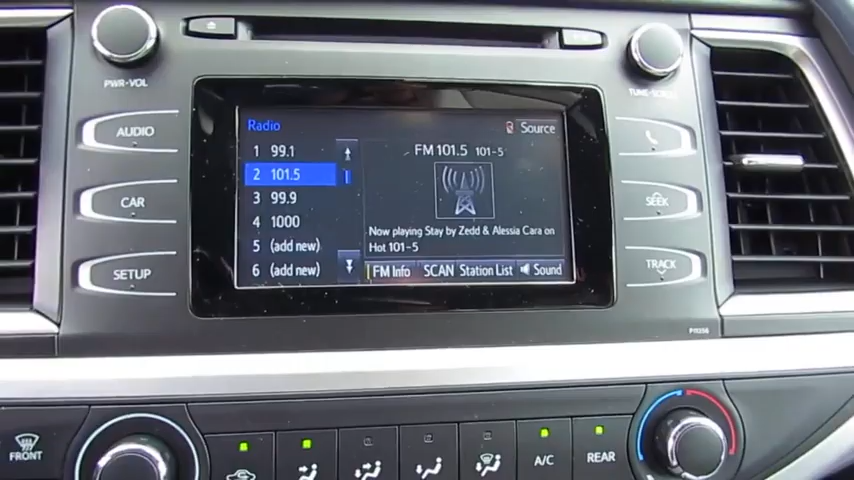 PWR·VOL
TUNE·SCROLL
AUDIO
CAR
SETUP
SEEK
TRACK
Radio
Source
1 99.1
2 101.5
3 99.9
4 1000
5 (add new)
6 (add new)
FM101.5 101-5
Now playing Stay by Zedd & Alessia Cara on
Hot 101-5
FM Info
SCAN
Station List
Sound
FRONT
A/C
REAR